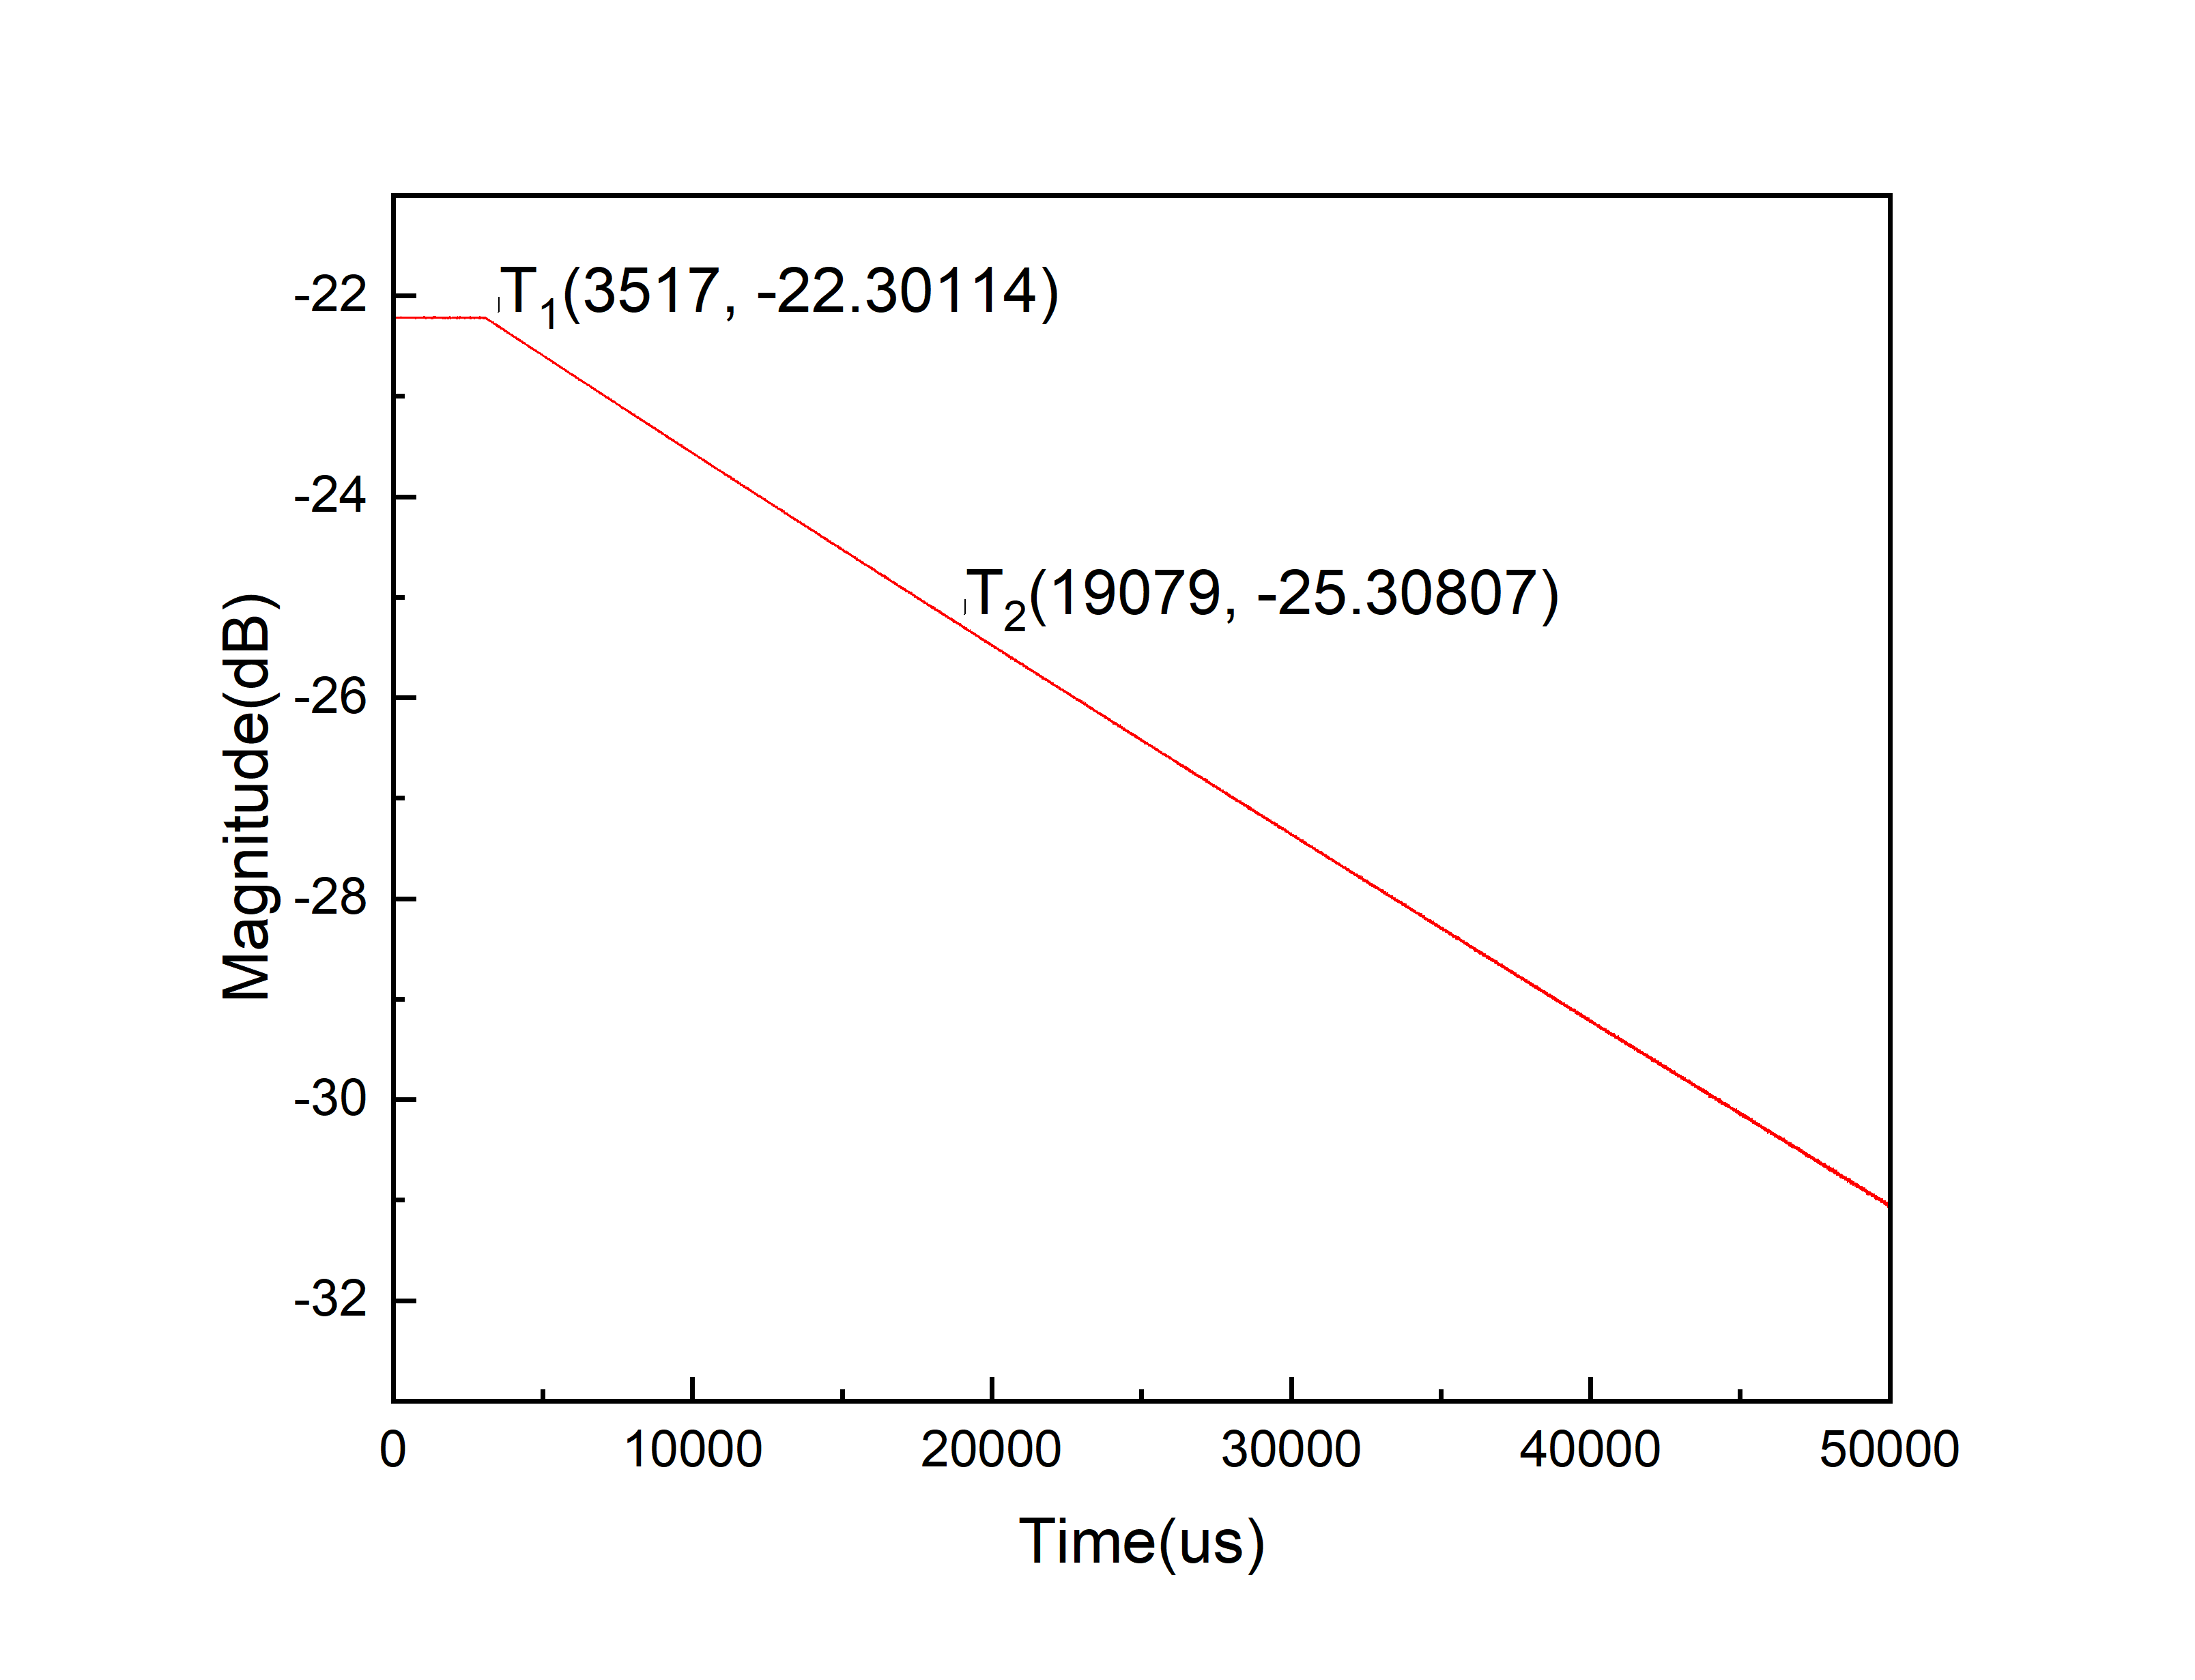 T₁(3517, -22.30114)
T₂(19079, -25.30807)
Magnitude(dB)
-22
-24
-26
-28
-30
-32
0 10000 20000 30000 40000 50000
Time(us)